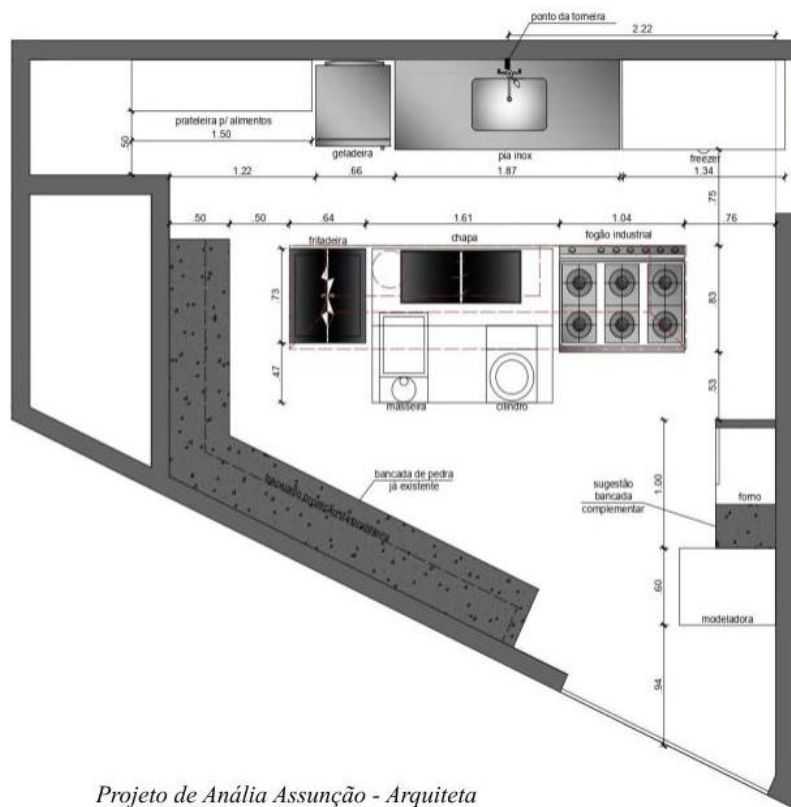 ponto da torneira
2.22
prateleira p/ alimentos
1.50
.50
geladeira
pia inox
freezer
1.22
.66
1.87
1.34
.75
.50
.50
.64
1.61
1.04
.76
fritadeira
chapa
fogão industrial
.73
.83
.47
.53
masseira
cilindro
bancada de pedra
já existente
sugestão
bancada
complementar
1.00
forno
.60
modeladora
.94
Projeto de Anália Assunção - Arquiteta